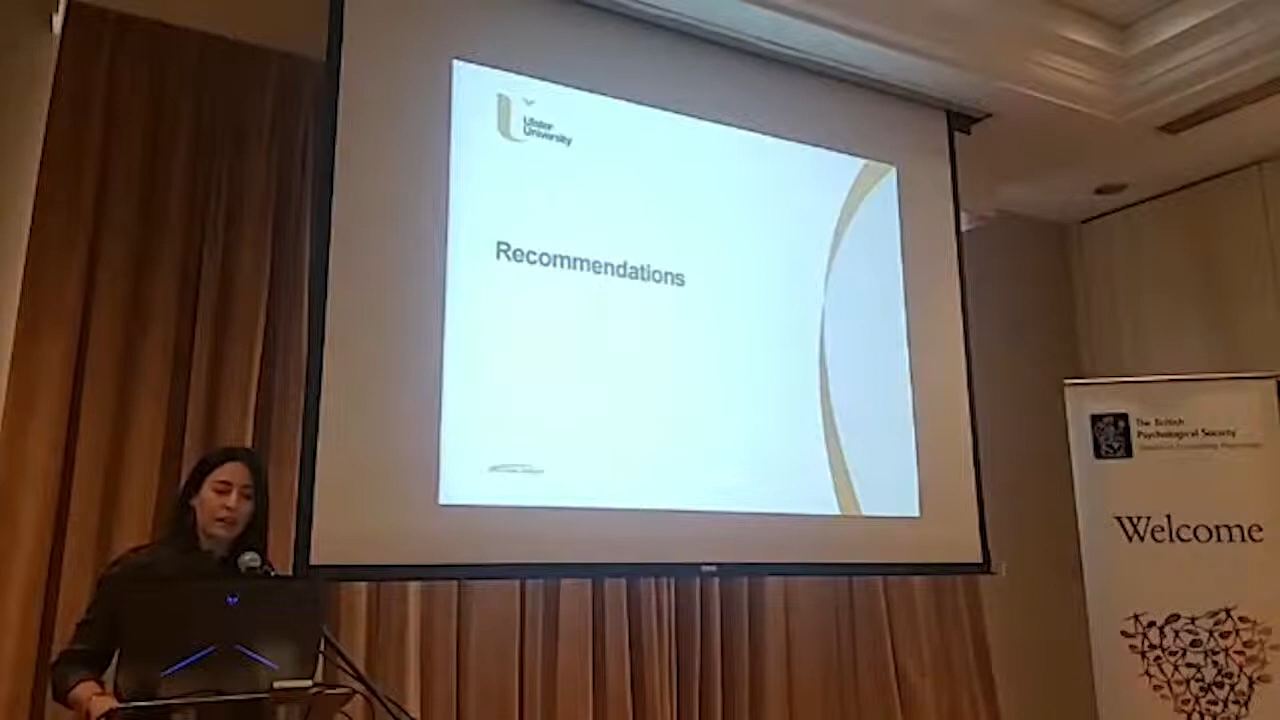 Ulster
University
Recommendations
The British
Psychological Society
Welcome